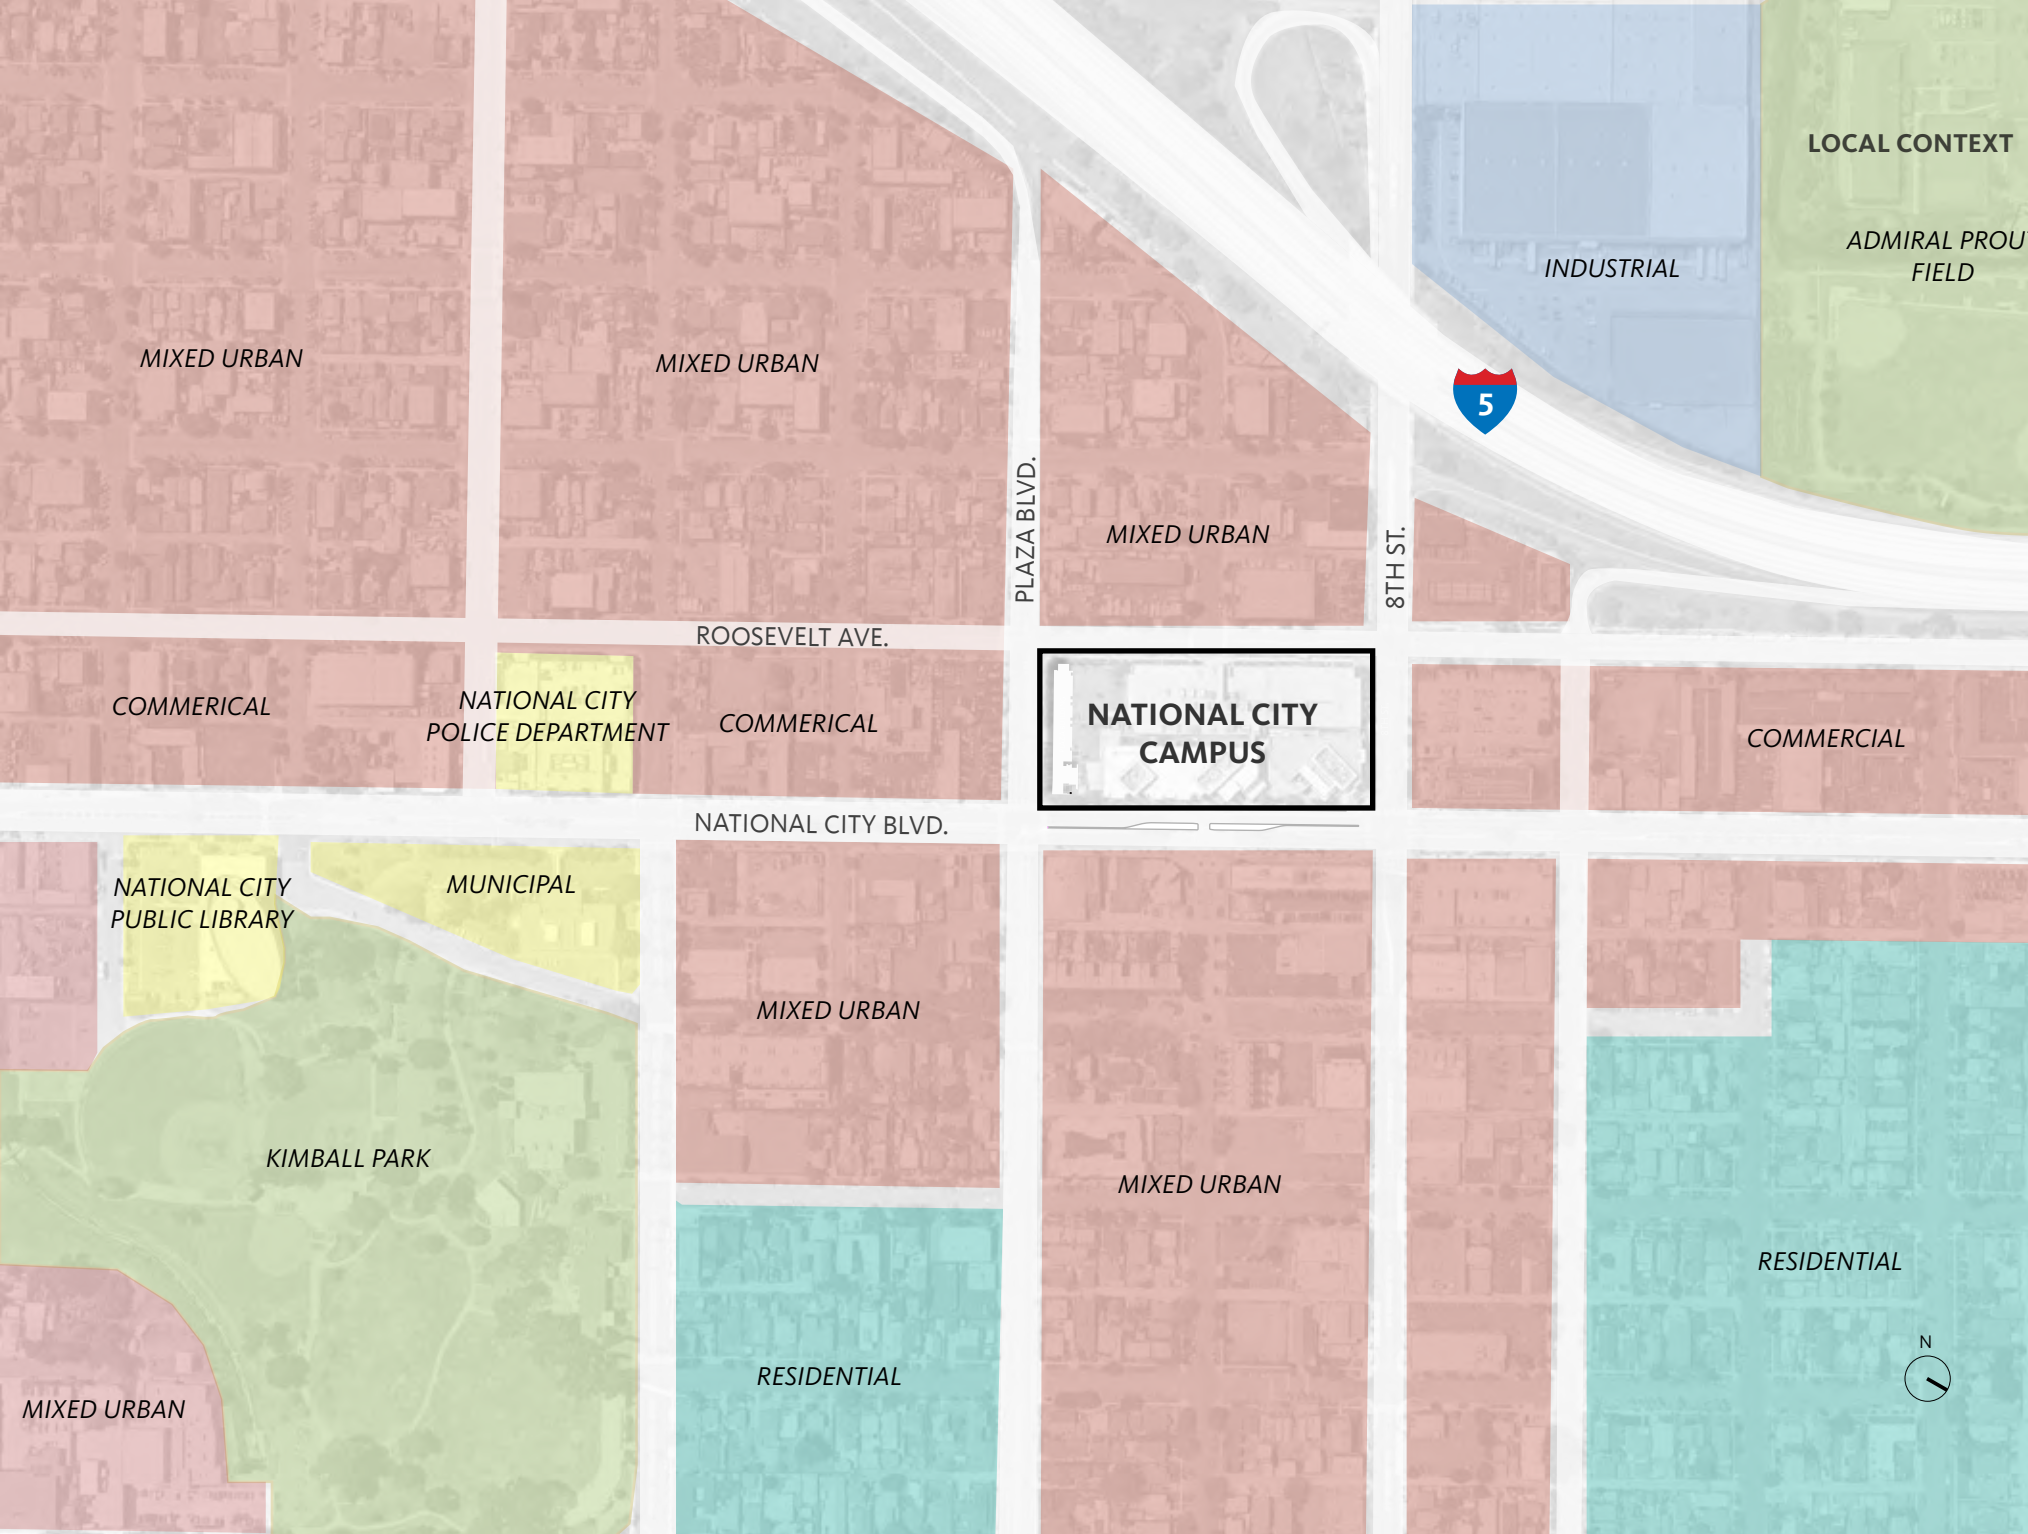 LOCAL CONTEXT
ADMIRAL PROU
FIELD
INDUSTRIAL
MIXED URBAN
MIXED URBAN
5
PLAZA BLVD.
MIXED URBAN
8TH ST.
ROOSEVELT AVE.
COMMERICAL
NATIONAL CITY
POLICE DEPARTMENT
COMMERICAL
NATIONAL CITY
CAMPUS
COMMERCIAL
NATIONAL CITY BLVD.
NATIONAL CITY
PUBLIC LIBRARY
MUNICIPAL
MIXED URBAN
KIMBALL PARK
MIXED URBAN
RESIDENTIAL
N
RESIDENTIAL
MIXED URBAN